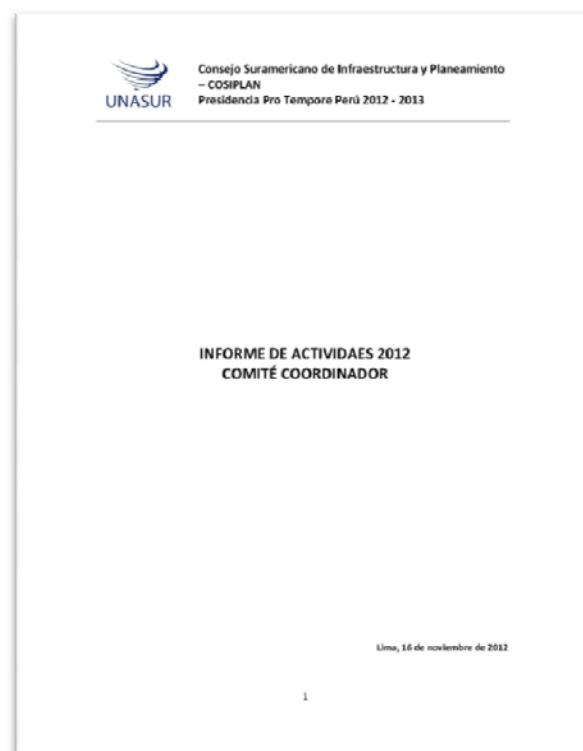 UNASUR
Consejo Suramericano de Infraestructura y Planeamiento
– COSIPLAN
Presidencia Pro Tempore Perú 2012 - 2013
INFORME DE ACTIVIDAES 2012
COMITÉ COORDINADOR
Lima, 16 de noviembre de 2012
1